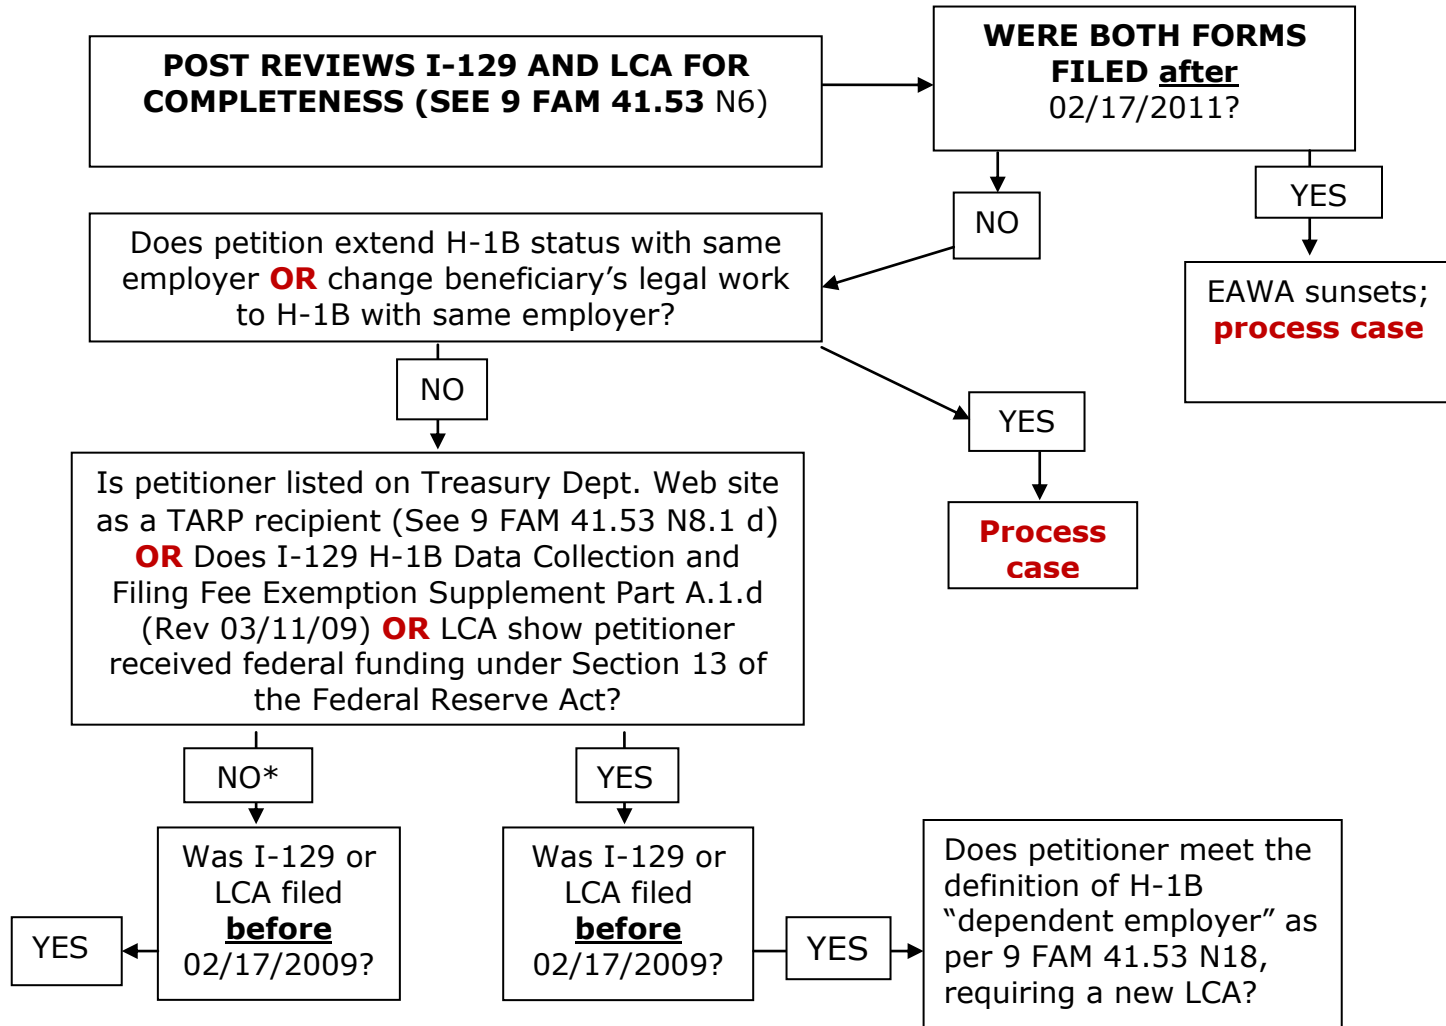 POST REVIEWS I-129 AND LCA FOR
COMPLETENESS (SEE 9 FAM 41.53 N6)
WERE BOTH FORMS
FILED after
02/17/2011?
NO
YES
Does petition extend H-1B status with same
employer OR change beneficiary’s legal work
to H-1B with same employer?
EAWA sunsets;
process case
NO
YES
Process
case
Is petitioner listed on Treasury Dept. Web site
as a TARP recipient (See 9 FAM 41.53 N8.1 d)
OR Does I-129 H-1B Data Collection and
Filing Fee Exemption Supplement Part A.1.d
(Rev 03/11/09) OR LCA show petitioner
received federal funding under Section 13 of
the Federal Reserve Act?
NO*
YES
Was I-129 or
LCA filed
before
02/17/2009?
YES
Was I-129 or
LCA filed
before
02/17/2009?
YES
Does petitioner meet the
definition of H-1B
“dependent employer” as
per 9 FAM 41.53 N18,
requiring a new LCA?